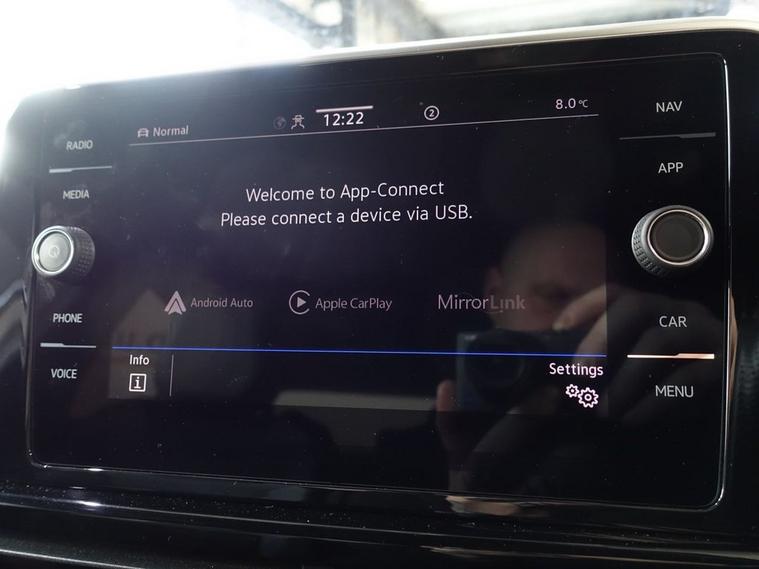 RADIO
MEDIA
PHONE
VOICE
Normal
12:22
2
8.0°C
Welcome to App-Connect
Please connect a device via USB.
Android Auto
Apple CarPlay
MirrorLink
Info
i
Settings
NAV
APP
CAR
MENU